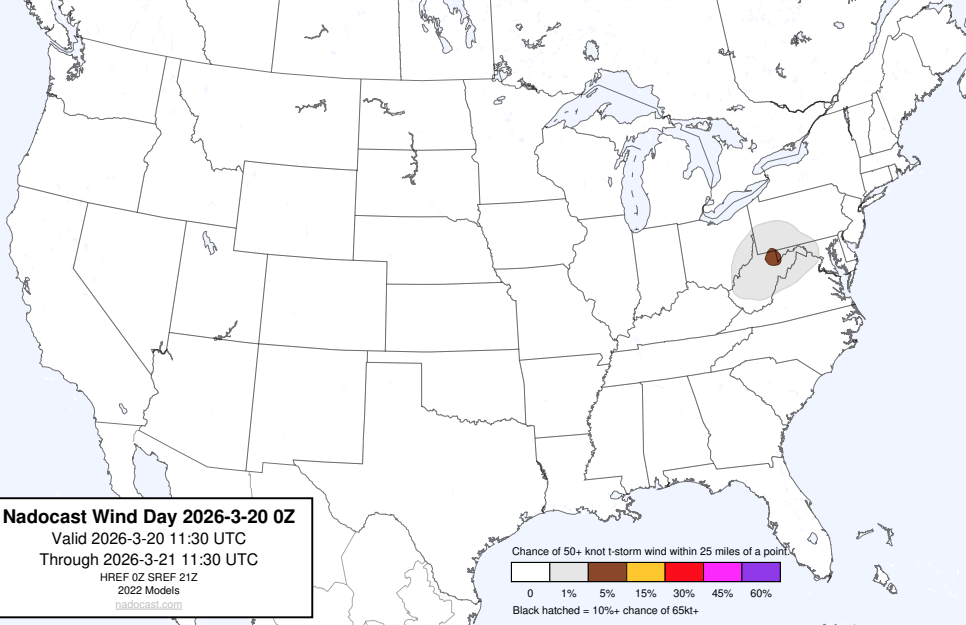 Nadocast Wind Day 2026-3-20 0Z
Valid 2026-3-20 11:30 UTC
Through 2026-3-21 11:30 UTC
HREF 0Z SREF 21Z
2022 Models
nadocast.com
Chance of 50+ knot t-storm wind within 25 miles of a point.
0 1% 5% 15% 30% 45% 60%
Black hatched = 10%+ chance of 65kt+